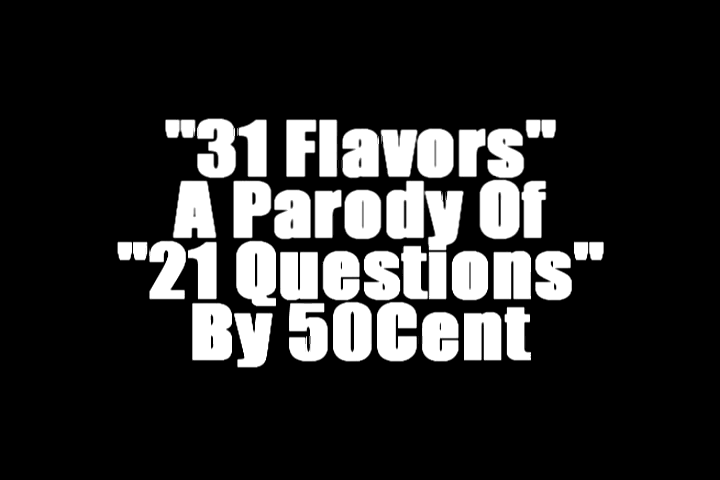 "31 Flavors"
A Parody Of
"21 Questions"
By 50Cent